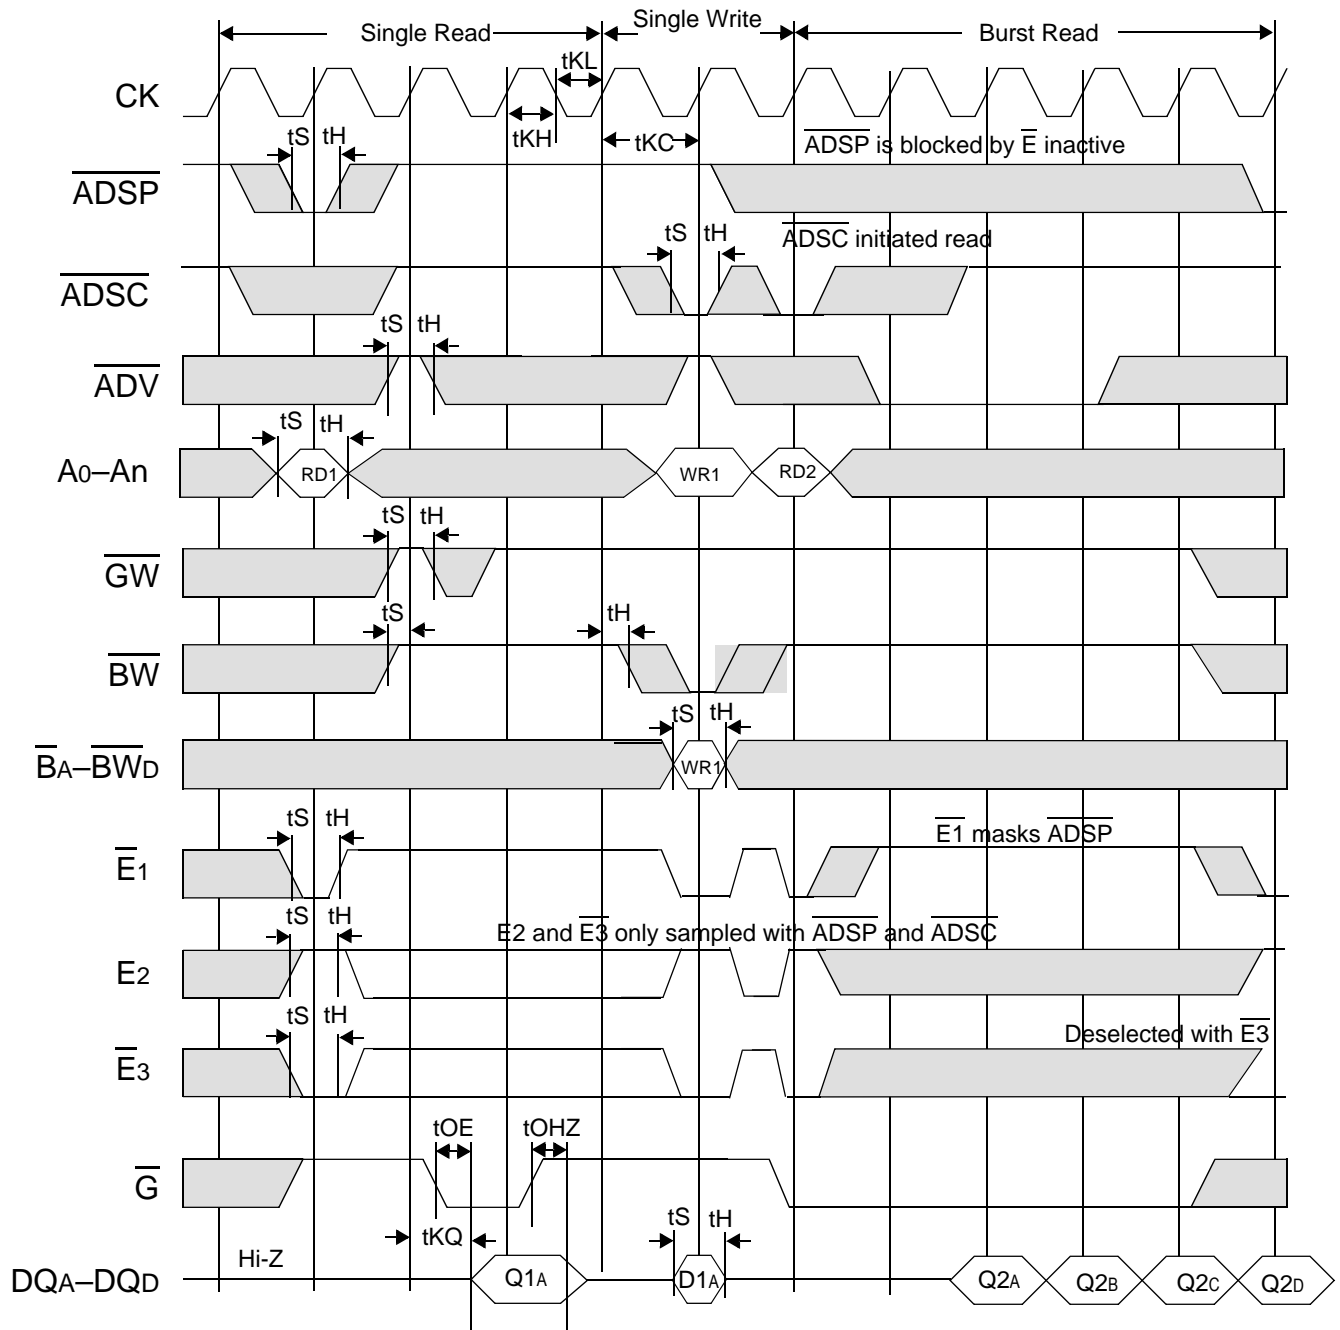 Single Read
Single Write
Burst Read
CK
tKL
tKH
tKC
tS
tH
ADSP is blocked by E inactive
ADSP
tS
tH
ADSC initiated read
ADSC
tS
tH
ADV
tS
tH
A0–An
RD1
WR1
RD2
tS
tH
GW
tS
tH
BW
tS
tH
BA–BWD
WR1
tS
tH
E1 masks ADSP
E1
tS
tH
E2 and E3 only sampled with ADSP and ADSC
E2
tS
tH
Deselected with E3
E3
tOE
tOHZ
G
tKQ
tS
tH
Hi-Z
DQA–DQD
Q1A
D1A
Q2A
Q2B
Q2C
Q2D